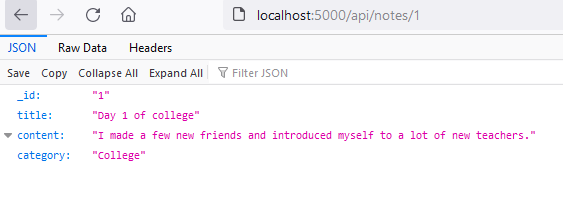 localhost:5000/api/notes/1
JSON Raw Data Headers
Save Copy Collapse All Expand All Filter JSON
_id: "1"
title: "Day 1 of college"
content: "I made a few new friends and introduced myself to a lot of new teachers."
category: "College"